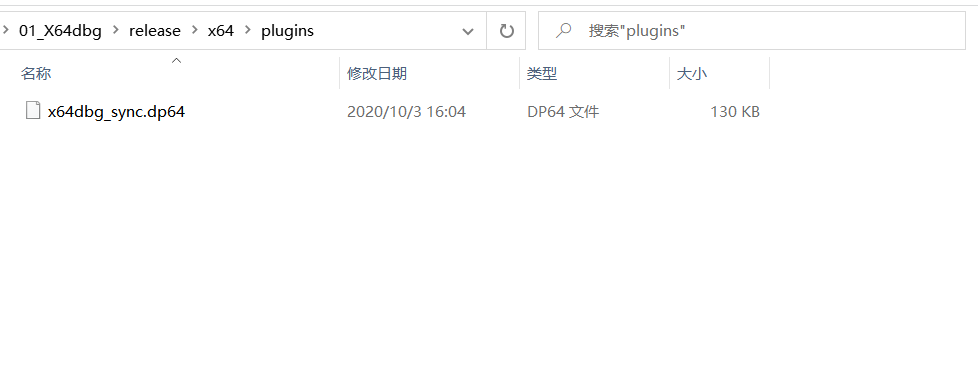 01_X64dbg > release > x64 > plugins 搜索"plugins"
名称 修改日期 类型 大小
x64dbg_sync.dp64 2020/10/3 16:04 DP64 文件 130 KB